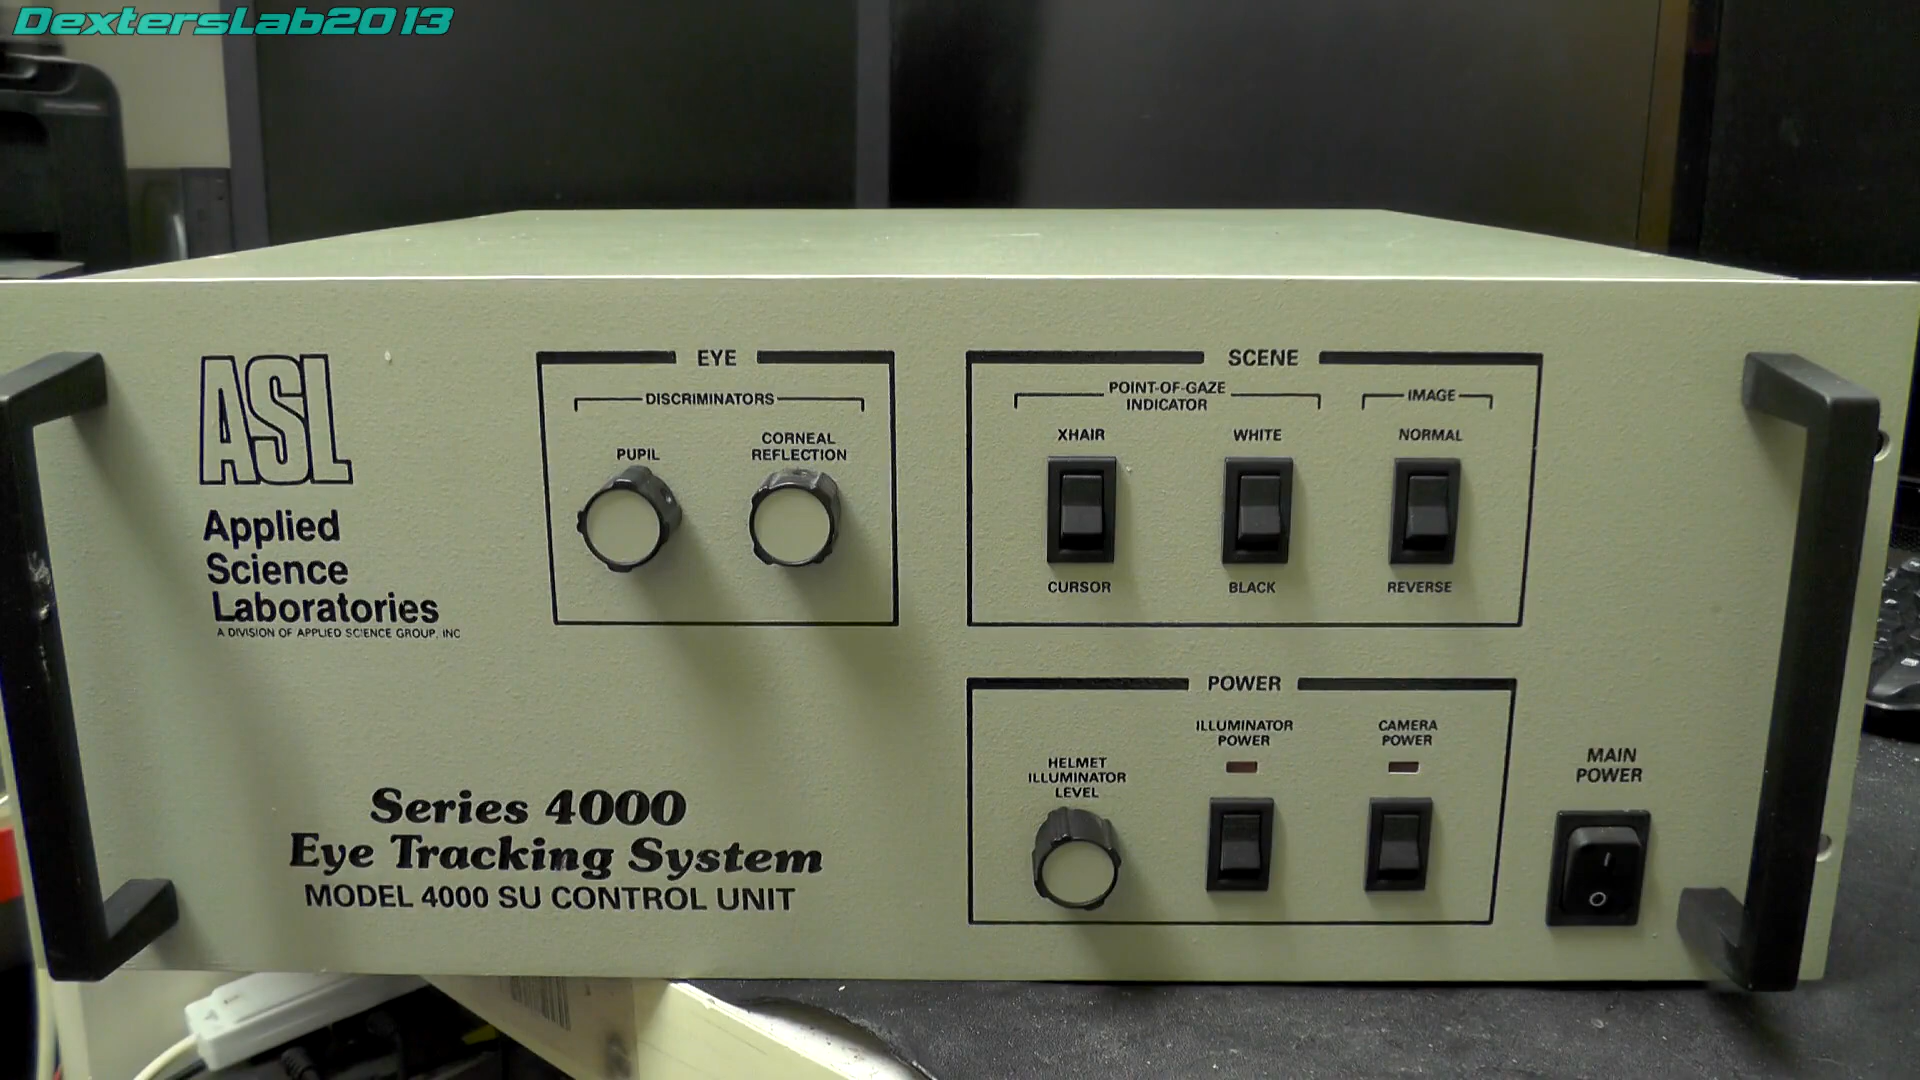 DextersLab2013
ASL
Applied
Science
Laboratories
A DIVISION OF APPLIED SCIENCE GROUP, INC
EYE
DISCRIMINATORS
PUPIL
CORNEAL
REFLECTION
SCENE
POINT-OF-GAZE
INDICATOR
IMAGE
XHAIR
WHITE
NORMAL
CURSOR
BLACK
REVERSE
POWER
HELMET
ILLUMINATOR
LEVEL
ILLUMINATOR
POWER
CAMERA
POWER
MAIN
POWER
Series 4000
Eye Tracking System
MODEL 4000 SU CONTROL UNIT